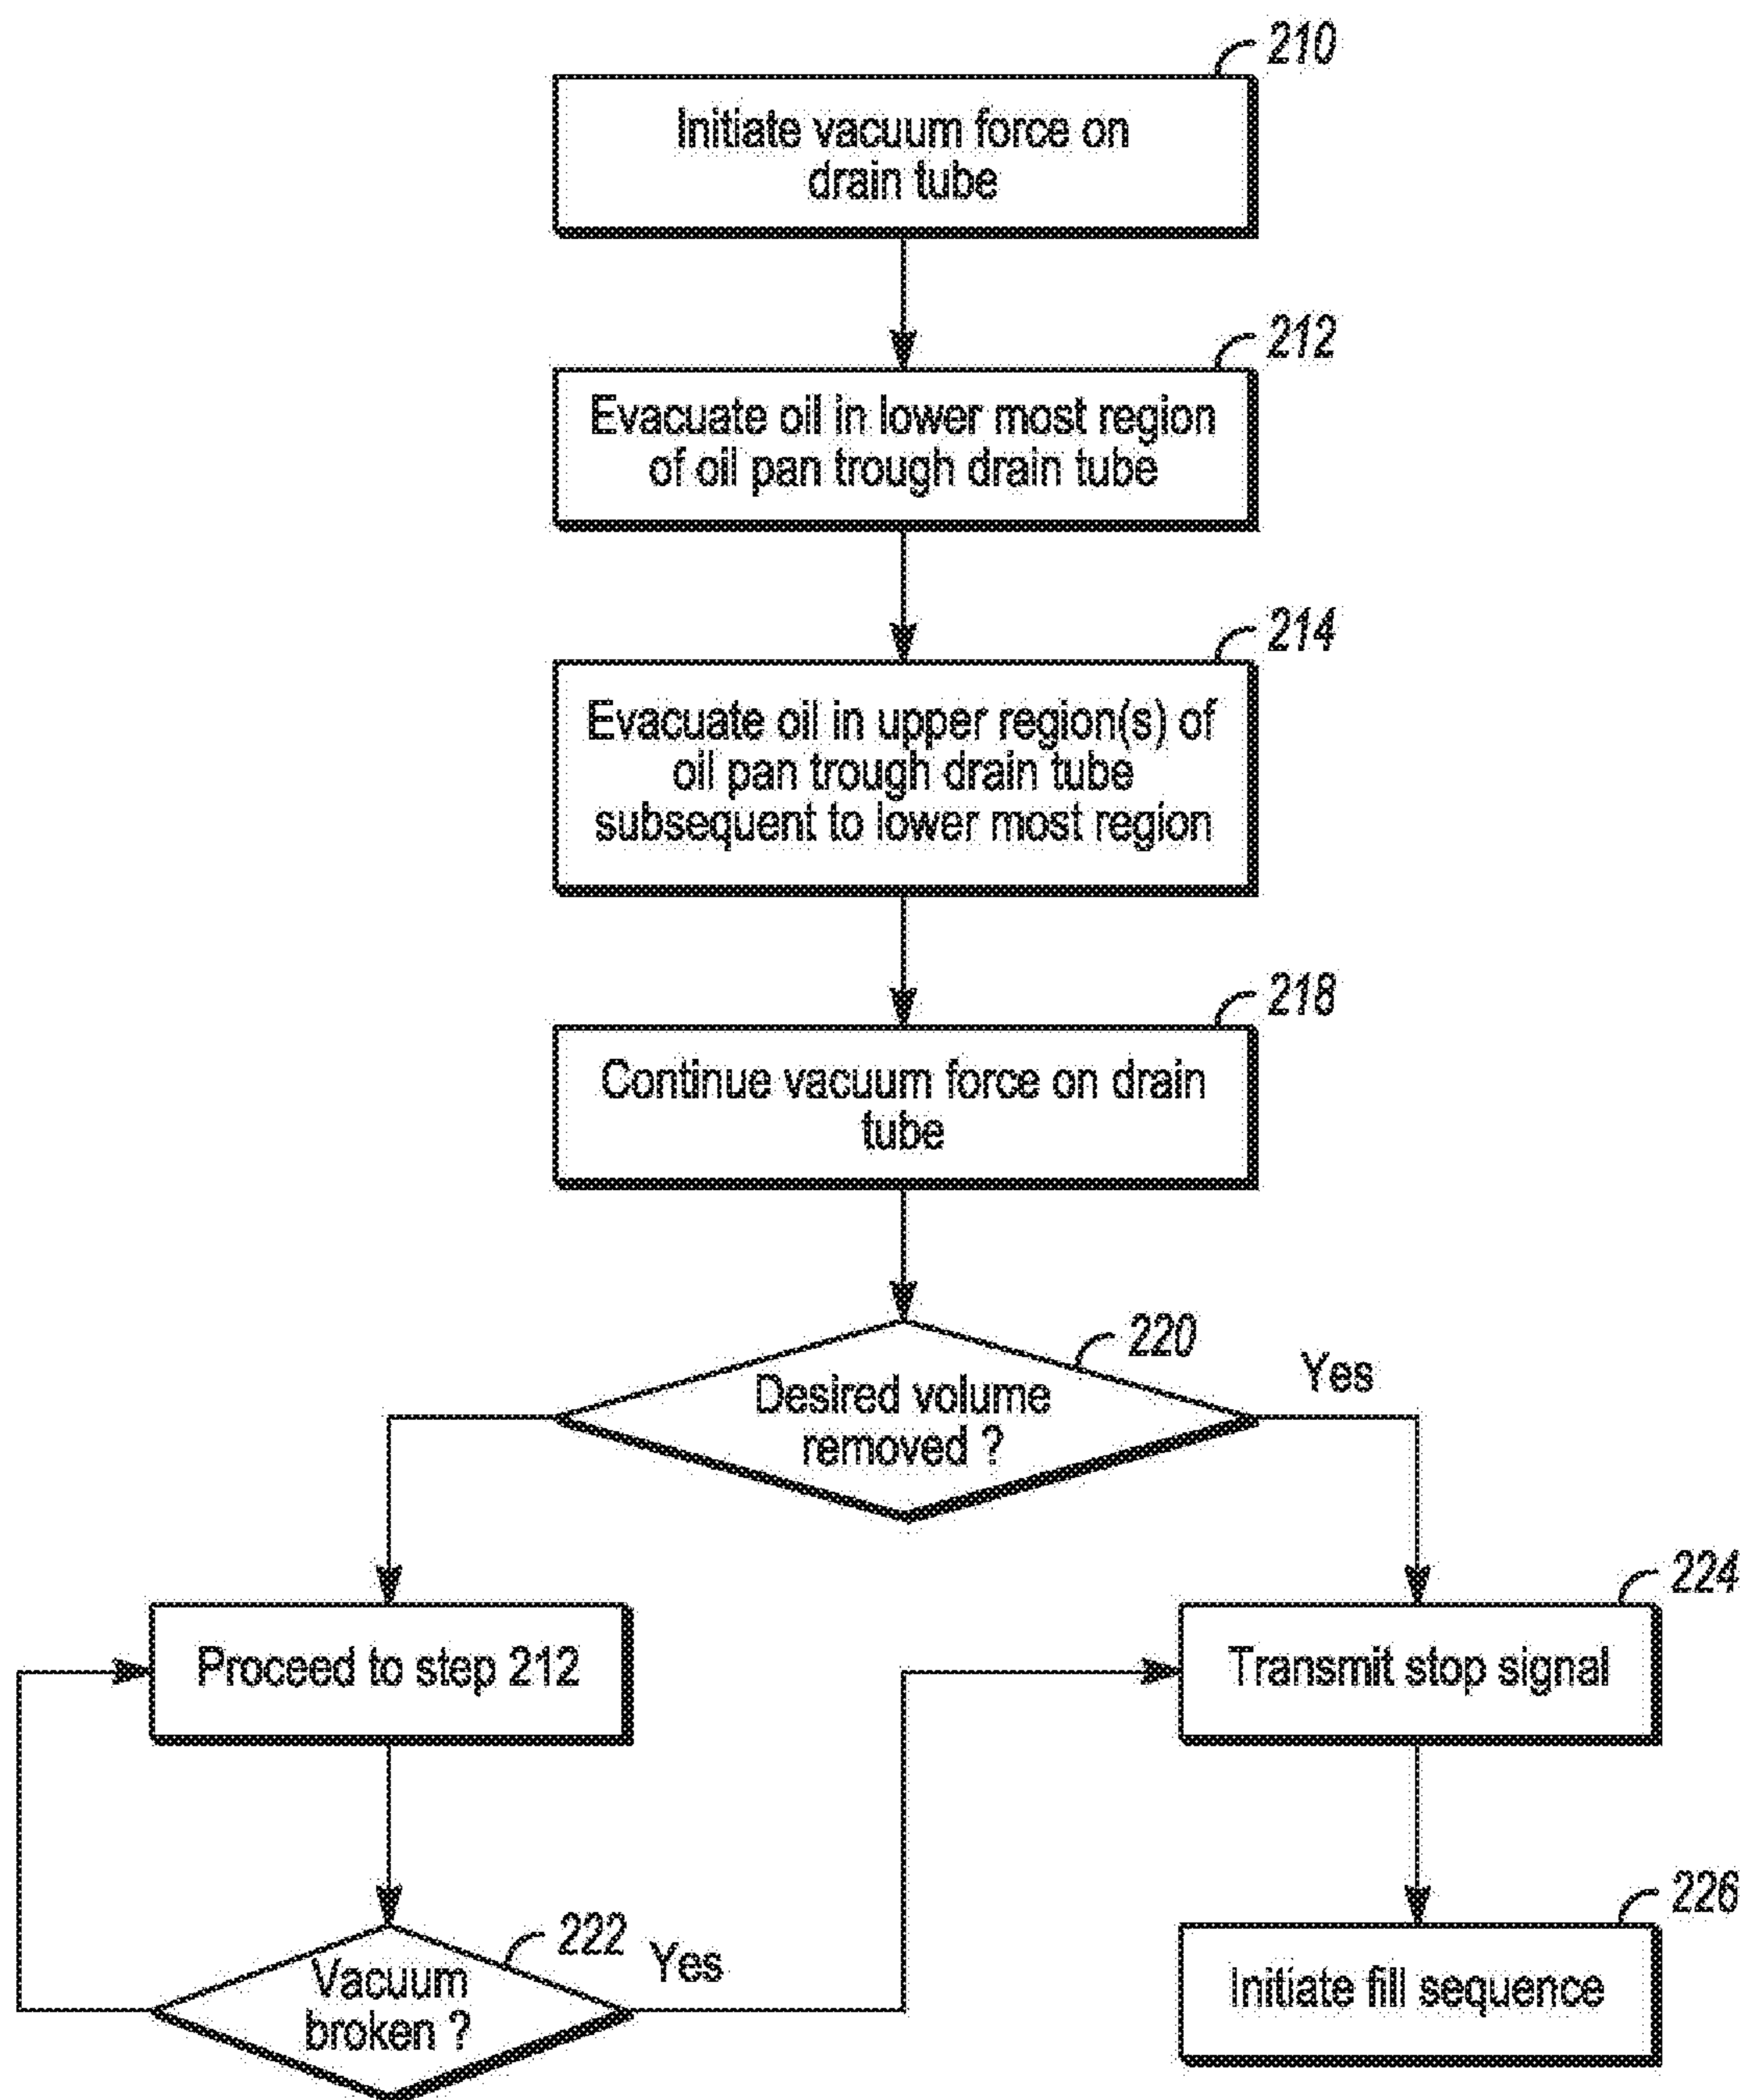 210
Initiate vacuum force on
drain tube
212
Evacuate oil in lower most region
of oil pan trough drain tube
214
Evacuate oil in upper region(s) of
oil pan trough drain tube
subsequent to lower most region
218
Continue vacuum force on drain
tube
220
Desired volume
removed ?
Yes
Proceed to step 212
224
Transmit stop signal
222
Vacuum
broken ?
Yes
226
Initiate fill sequence